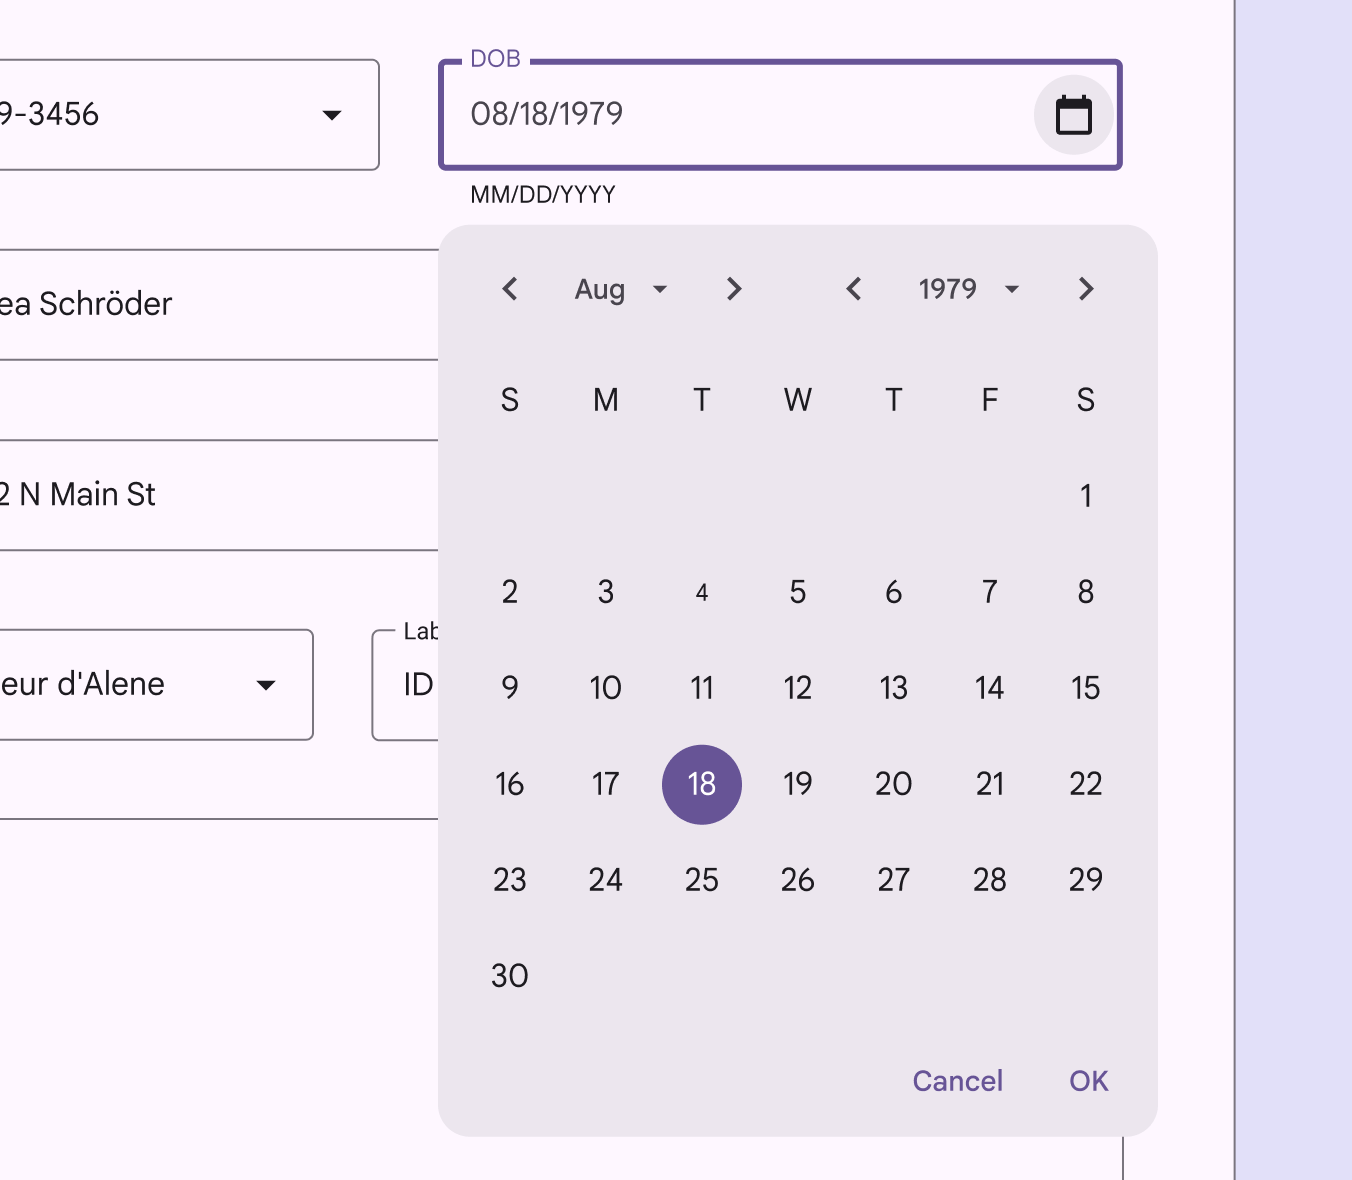 DOB
9-3456
08/18/1979
MM/DD/YYYY
Aug 1979
ea Schröder
S M T W T F S
2 N Main St
1
2 3 4 5 6 7 8
Lab
eur d'Alene
ID
9 10 11 12 13 14 15
16 17 18 19 20 21 22
23 24 25 26 27 28 29
30
Cancel OK